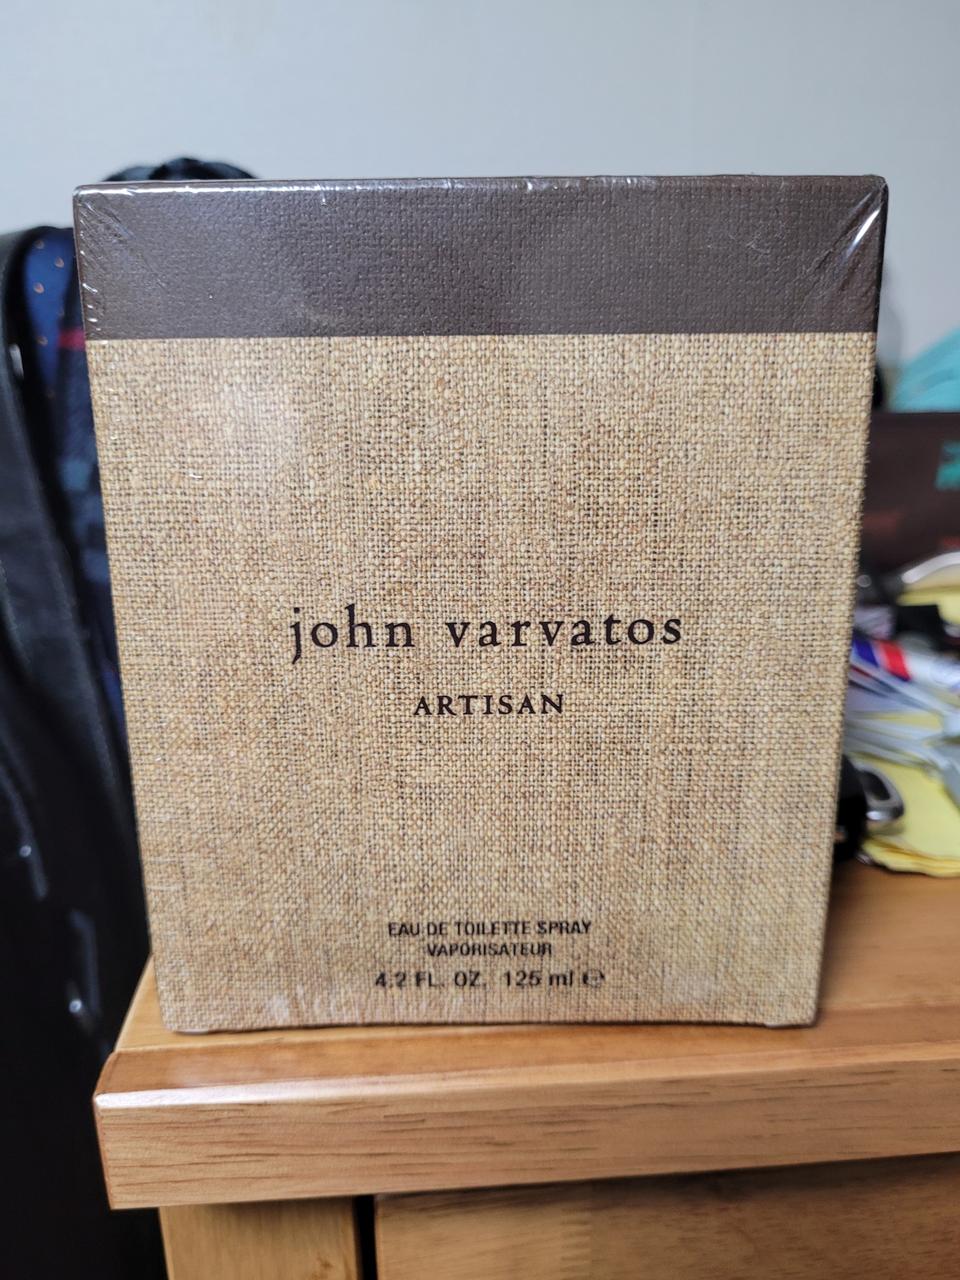 john varvatos
ARTISAN
EAU DE TOILETTE SPRAY
VAPORISATEUR
4.2 FL. OZ. 125 ml ℮